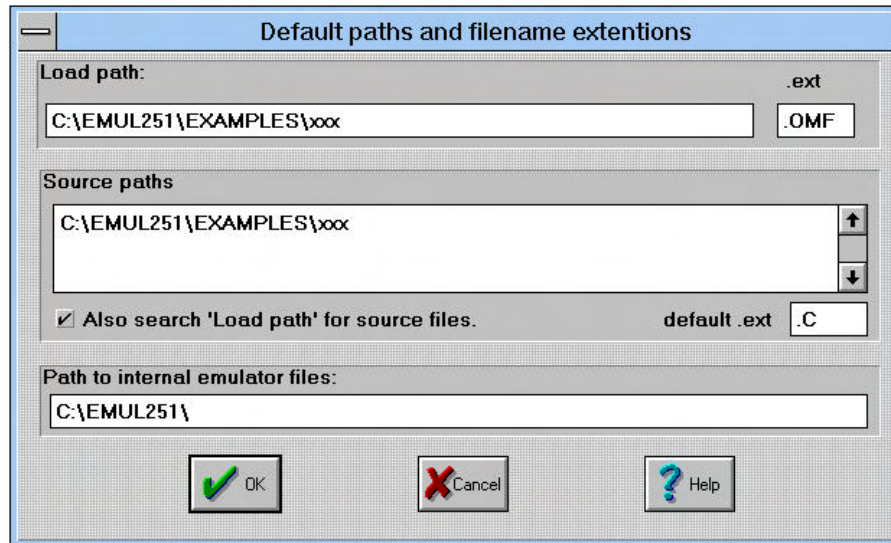 Default paths and filename extentions
Load path:
.ext
C:\EMUL251\EXAMPLES\xxx
.OMF
Source paths
C:\EMUL251\EXAMPLES\xxx
Also search 'Load path' for source files.
default .ext
.C
Path to internal emulator files:
C:\EMUL251\
OK
Cancel
Help